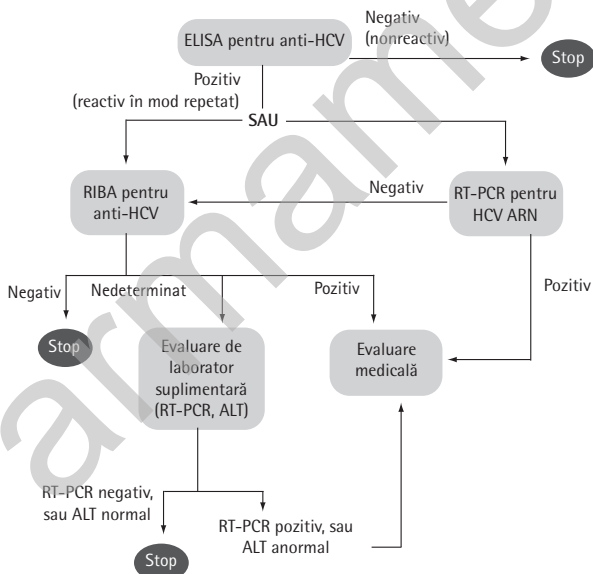 Negativ
(nonreactiv)
ELISA pentru anti-HCV
Stop
Pozitiv
(reactiv în mod repetat)
SAU
RIBA pentru
anti-HCV
Negativ
RT-PCR pentru
HCV ARN
Negativ
Nedeterminat
Pozitiv
Pozitiv
Stop
Evaluare de
laborator
suplimentară
(RT-PCR, ALT)
Evaluare
medicală
RT-PCR negativ,
sau ALT normal
RT-PCR pozitiv, sau
ALT anormal
Stop
armame